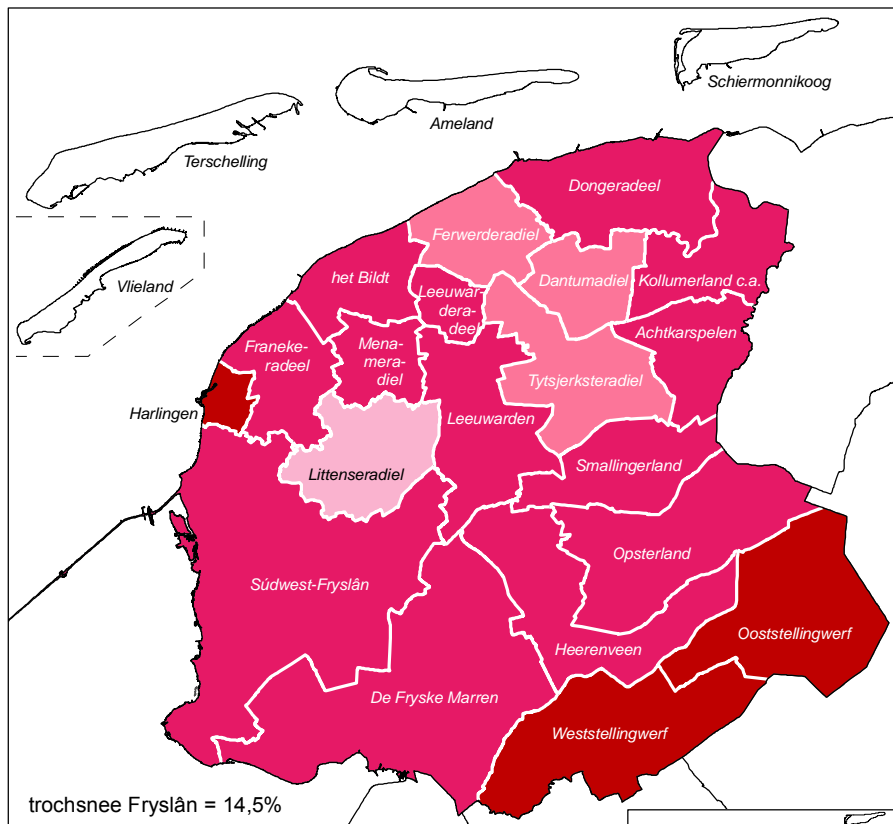 Schiermonnikoog
Ameland
Terschelling
Vlieland
Dongeradeel
Ferwerderadiel
Dantumadiel
Kollumerland c.a.
het Bildt
Leeuwar-
dera-
deel
Achtkarspelen
Franeke-
radeel
Mena-
mera-
diel
Tytsjerksteradiel
Harlingen
Leeuwarden
Littenseradiel
Smallingerland
Opsterland
Súdwest-Fryslân
Ooststellingwerf
Heerenveen
De Fryske Marren
Weststellingwerf
trochsnee Fryslân = 14,5%